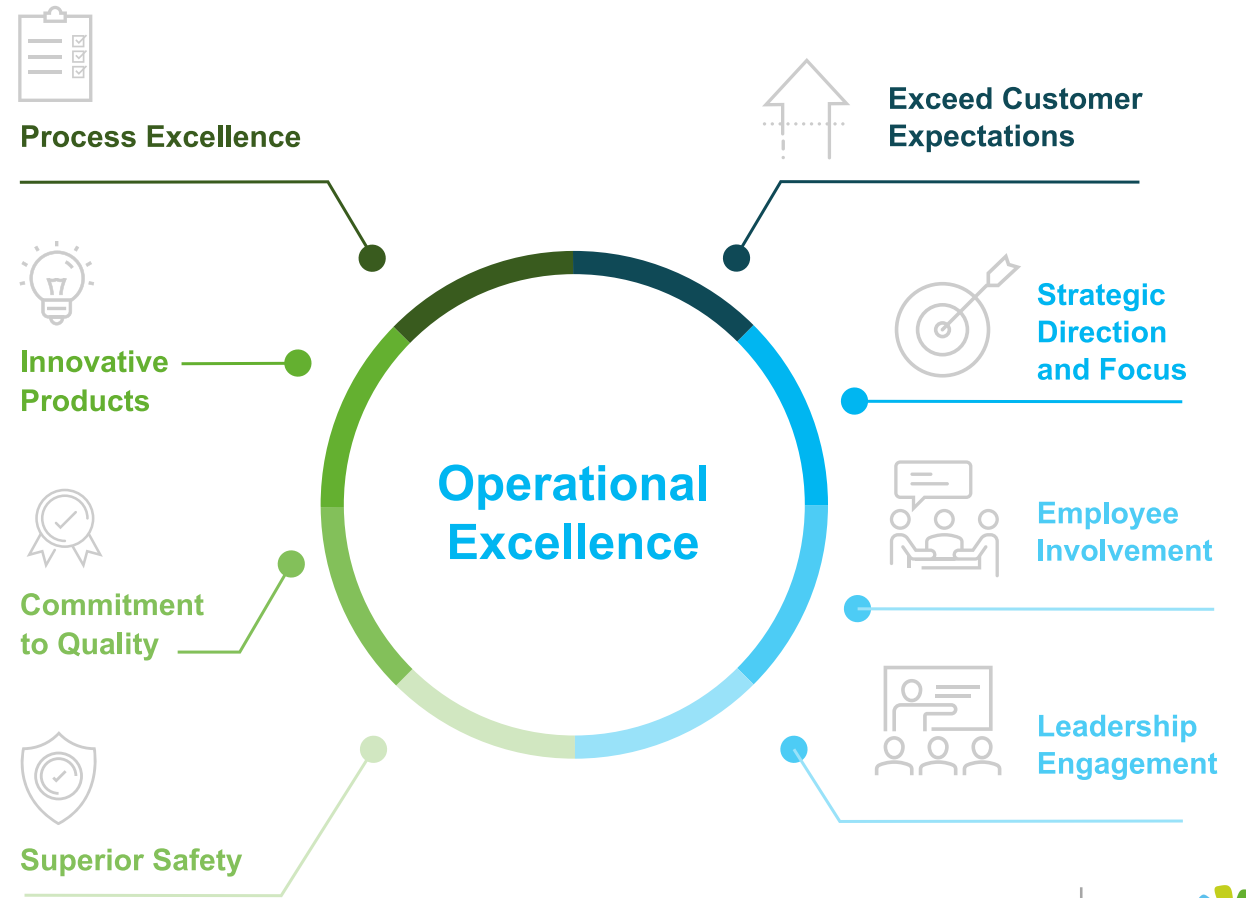 Process Excellence
Exceed Customer
Expectations
Innovative
Products
Strategic
Direction
and Focus
Operational
Excellence
Employee
Involvement
Commitment
to Quality
Leadership
Engagement
Superior Safety